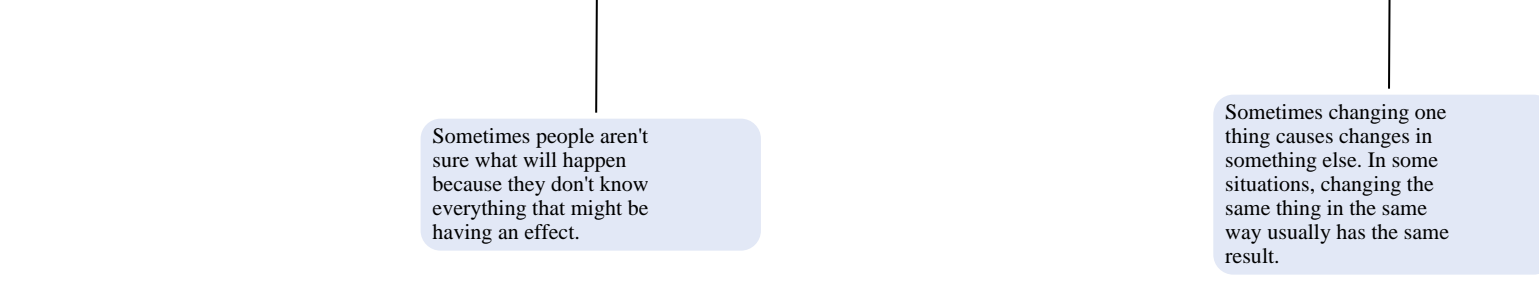 Sometimes people aren't
sure what will happen
because they don't know
everything that might be
having an effect.
Sometimes changing one
thing causes changes in
something else. In some
situations, changing the
same thing in the same
way usually has the same
result.